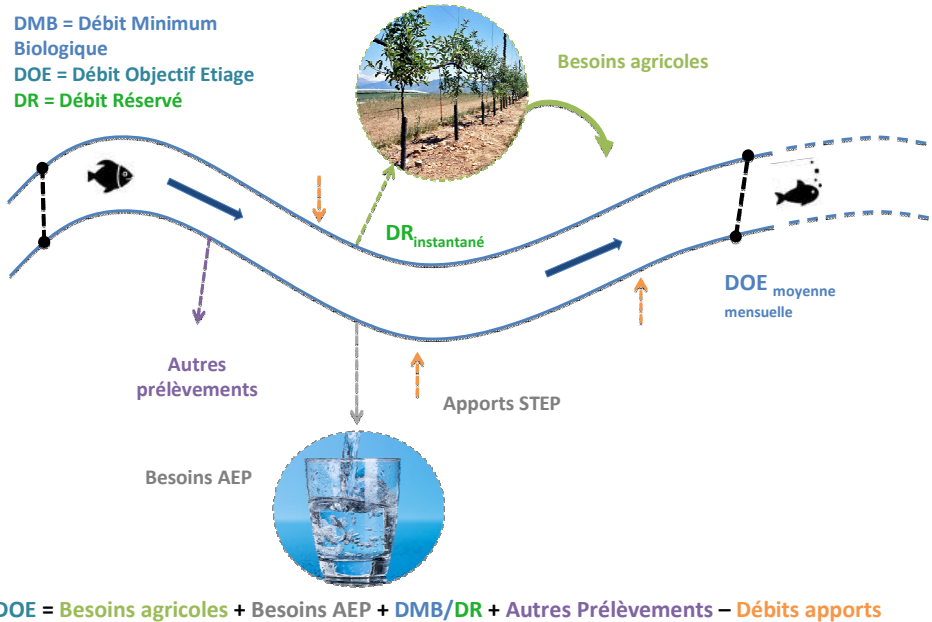 DMB = Débit Minimum
Biologique
DOE = Débit Objectif Etiage
DR = Débit Réservé
Besoins agricoles
DRinstantané
DOE moyenne
mensuelle
Autres
prélèvements
Apports STEP
Besoins AEP
DOE = Besoins agricoles + Besoins AEP + DMB/DR + Autres Prélèvements – Débits apports